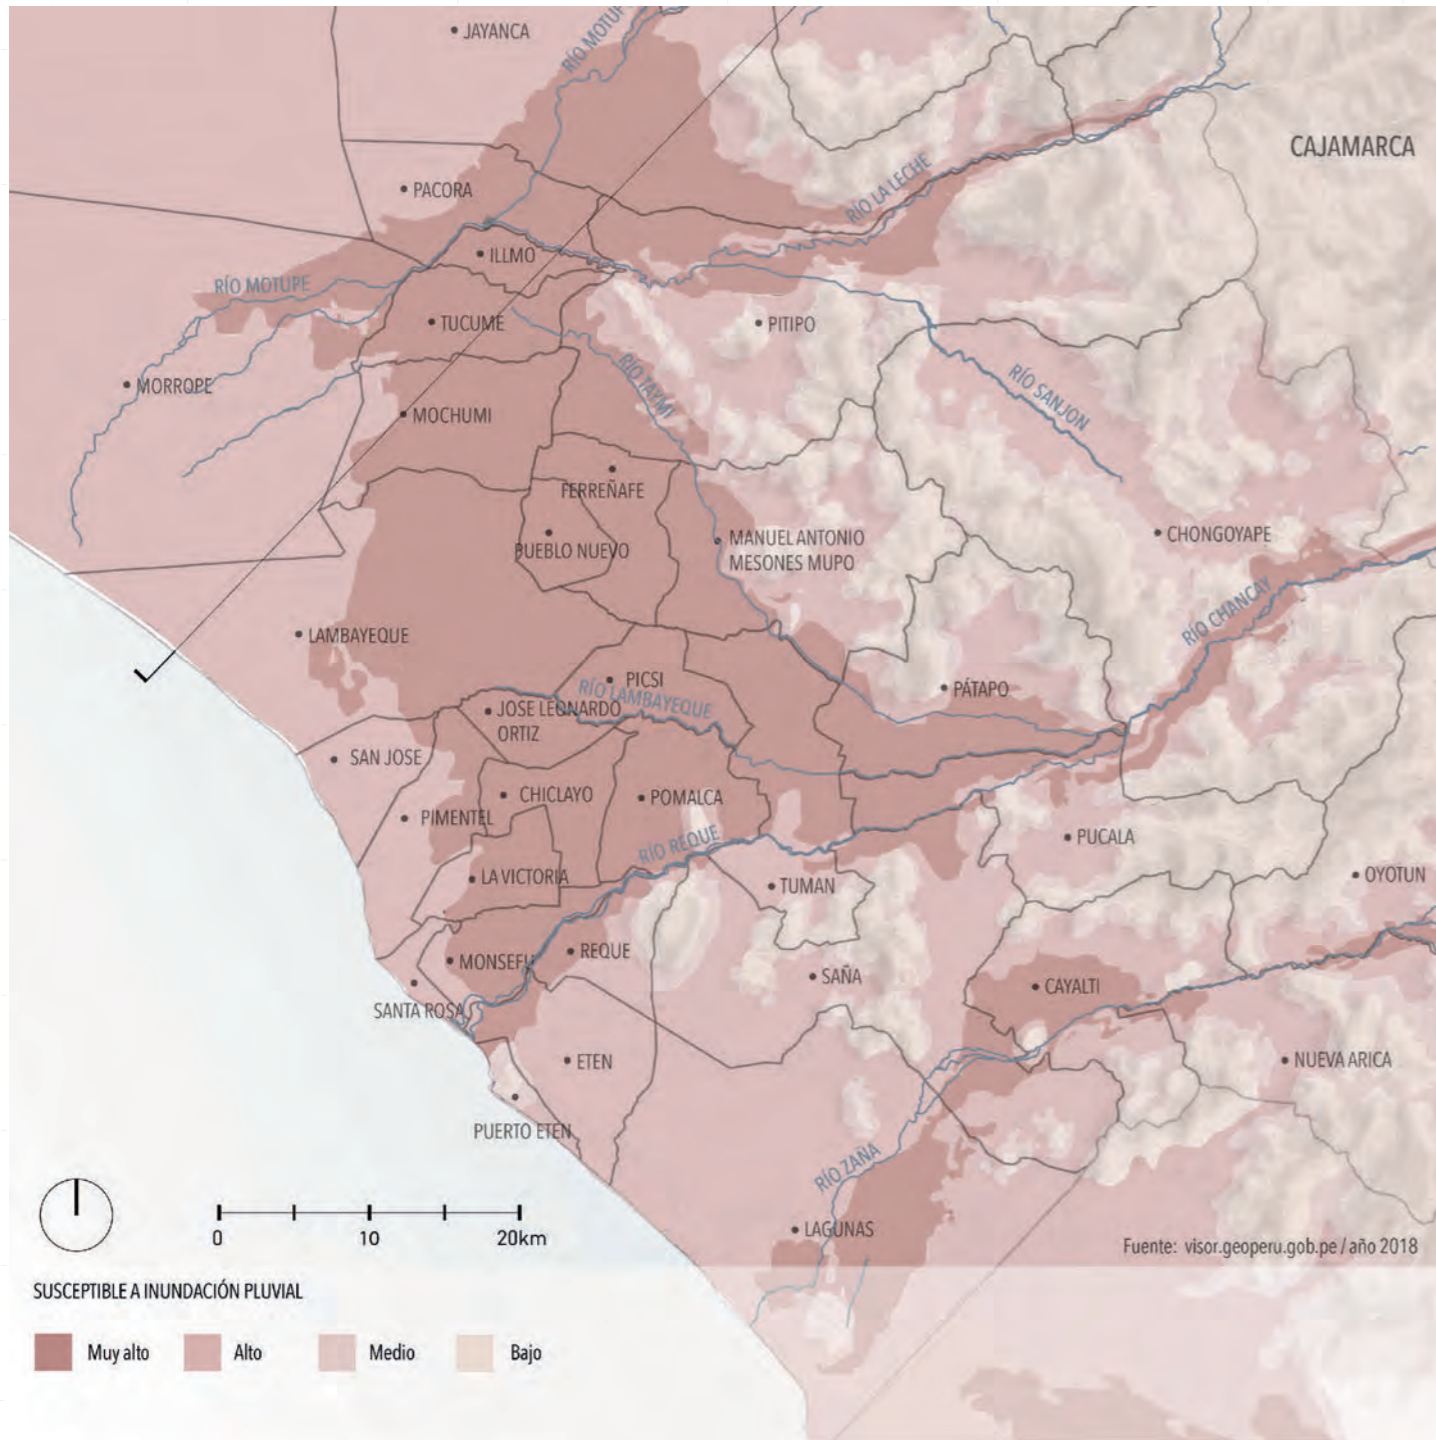 JAYANCA
RÍO MOTUP
CAJAMARCA
PACORA
RÍO LA LECHE
ILLMO
RÍO MOTUPE
TUCUME
PITIPO
RÍO TAYMI
MORROPE
RÍO SANJON
MOCHUMI
FERREÑAFE
PUEBLO NUEVO
MANUEL ANTONIO
MESONES MUPO
CHONGOYAPE
RÍO CHANCAY
LAMBAYEQUE
PICSI
RÍO LAMBAYEQUE
PÁTAPO
JOSE LEONARDO
ORTIZ
SAN JOSE
CHICLAYO
POMALCA
PIMENTEL
RÍO REQUE
PUCALA
LA VICTORIA
TUMAN
OYOTUN
REQUE
MONSEFU
SAÑA
CAYALTI
SANTA ROSA
ETEN
NUEVA ARICA
PUERTO ETEN
RÍO ZAÑA
LAGUNAS
0 10 20km
Fuente: visor.geoperu.gob.pe / año 2018
SUSCEPTIBLE A INUNDACIÓN PLUVIAL
Muy alto Alto Medio Bajo